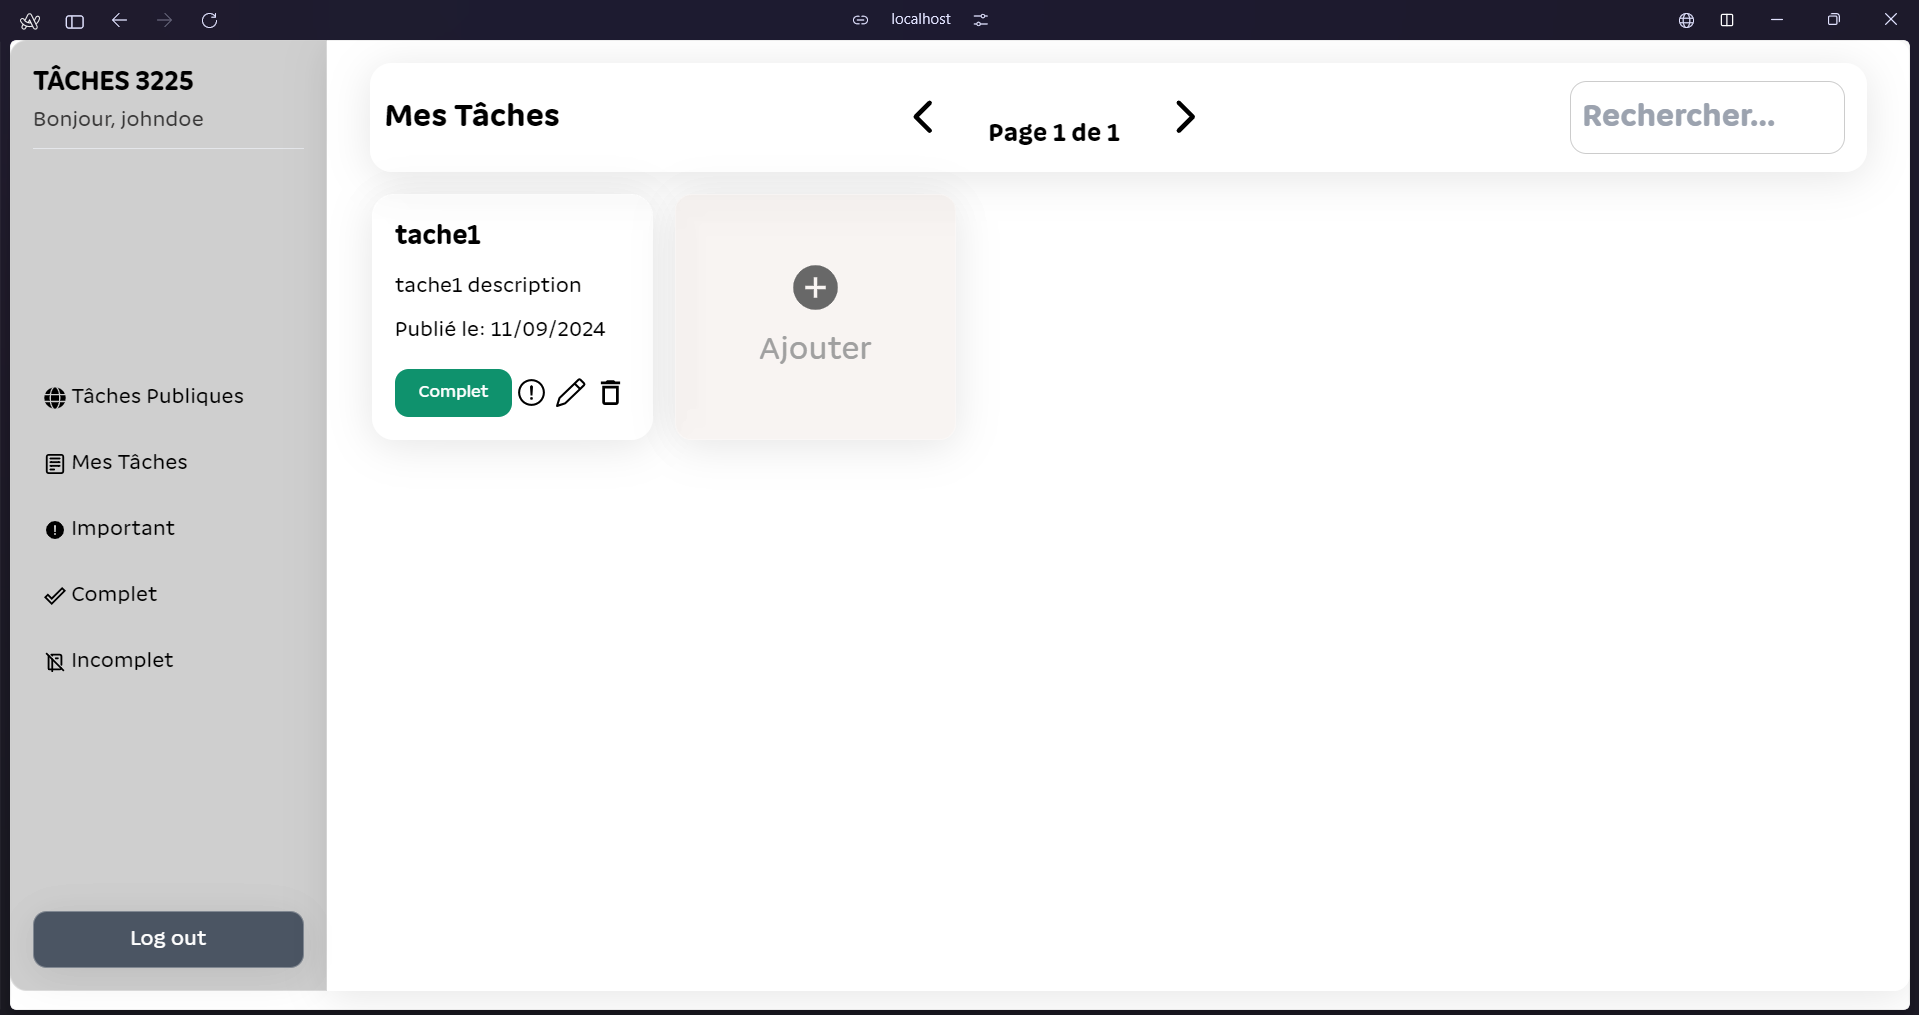 localhost
TÂCHES 3225
Bonjour, johndoe
Tâches Publiques
Mes Tâches
Important
Complet
Incomplet
Log out
Mes Tâches
Page 1 de 1
Rechercher...
tache1
tache1 description
Publié le: 11/09/2024
Complet
Ajouter